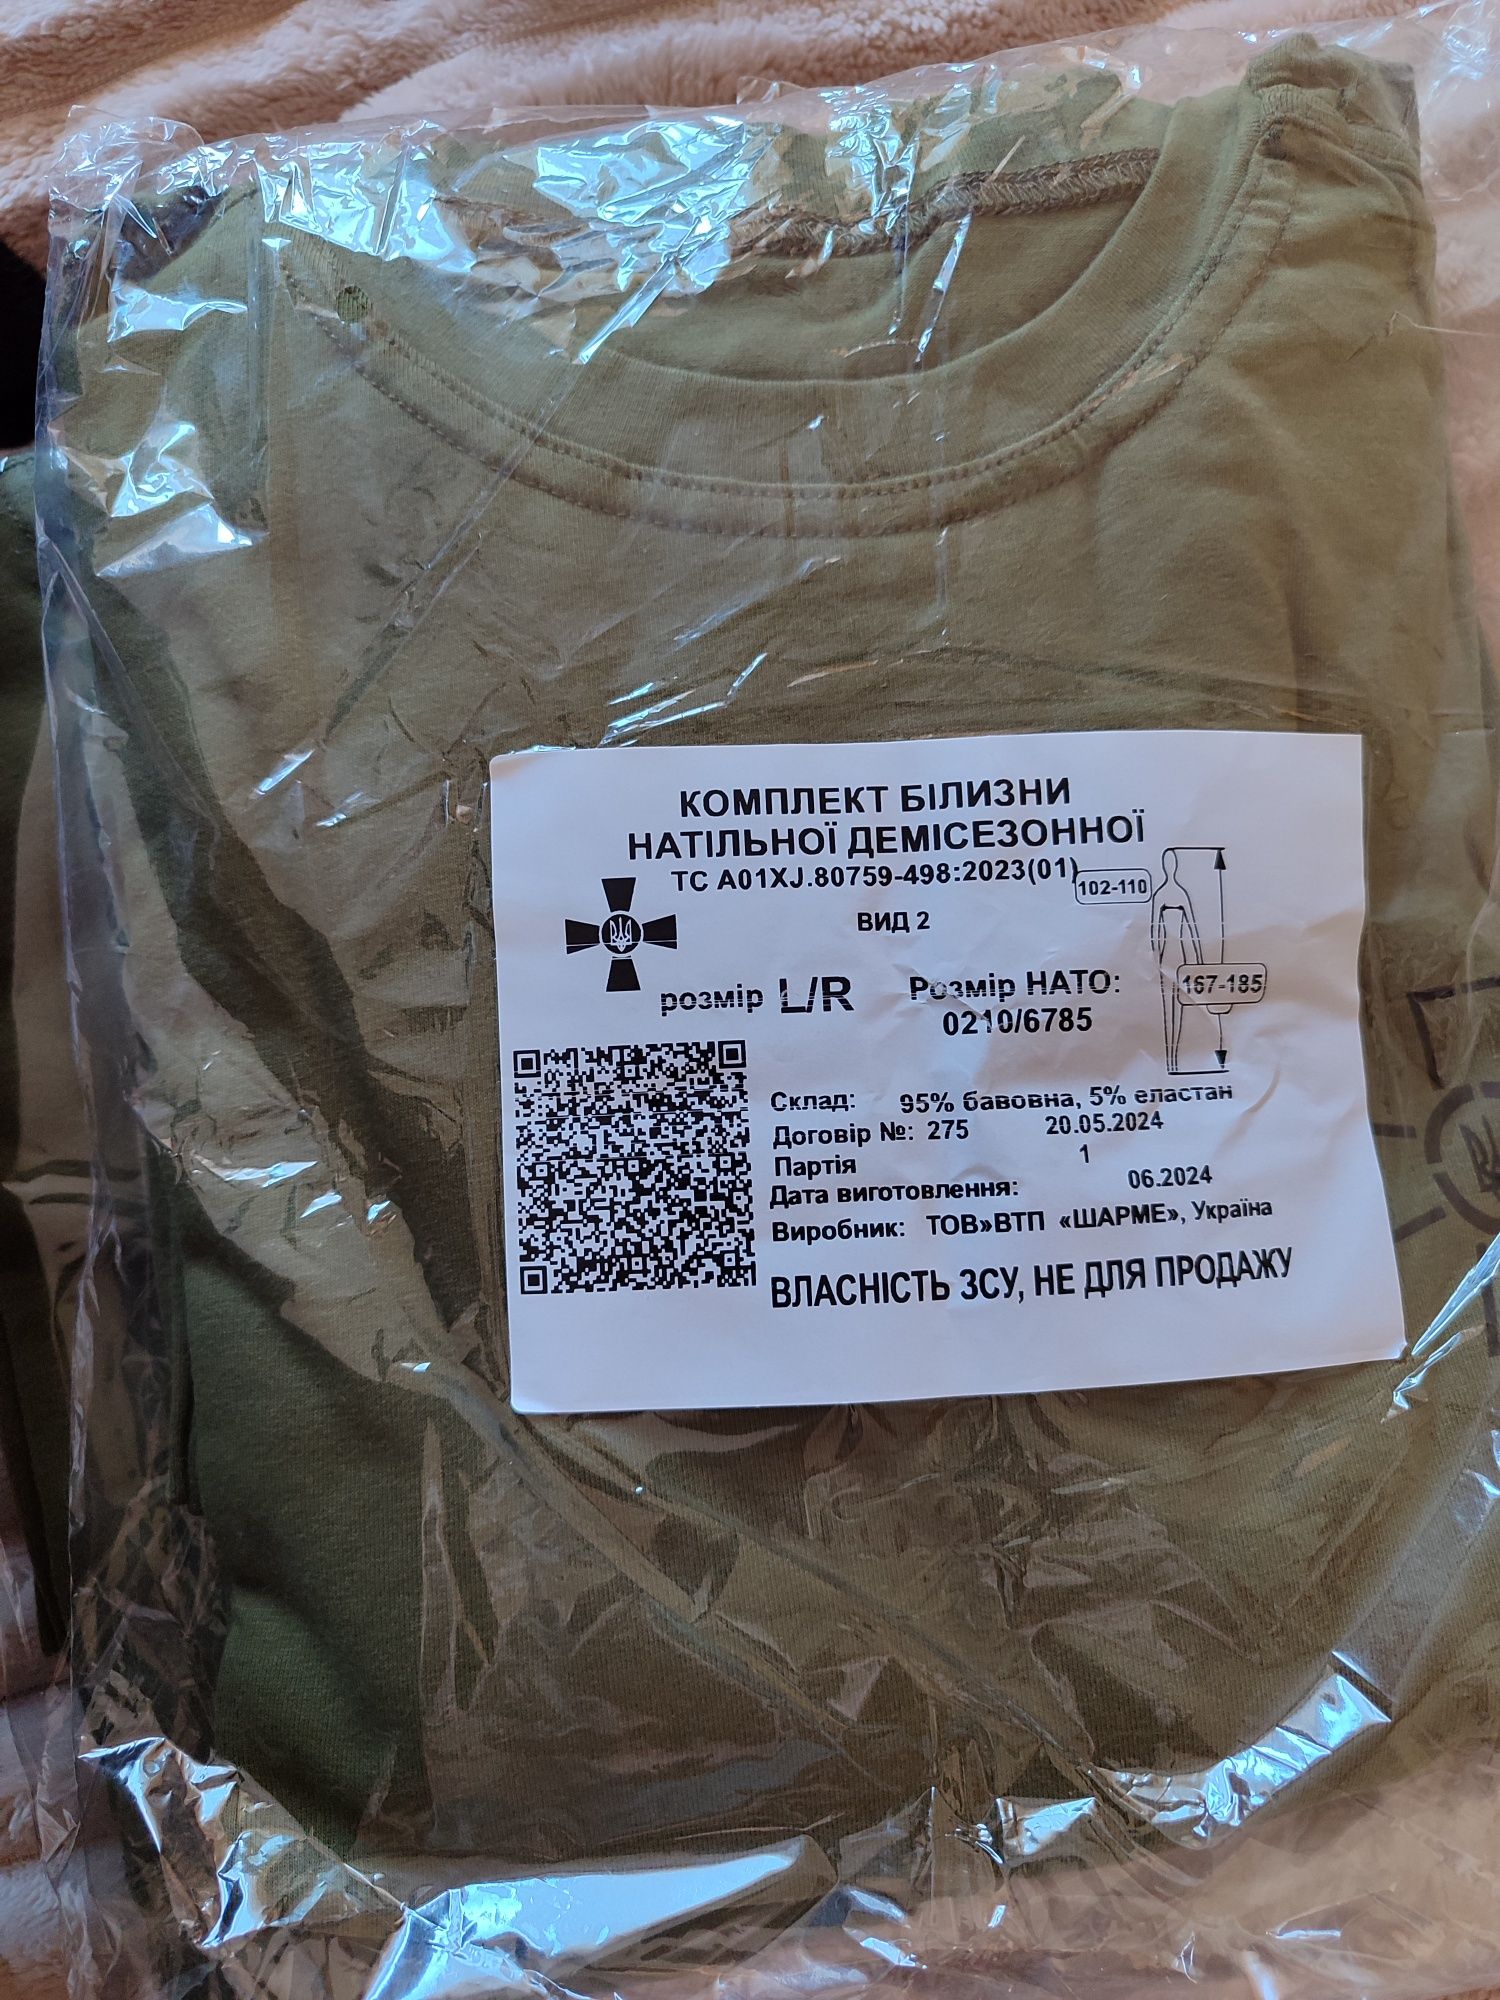 КОМПЛЕКТ БІЛИЗНИ
НАТІЛЬНОЇ ДЕМІСЕЗОННОЇ
ТС А01XJ.80759-498:2023(01)
102-110
ВИД 2
розмір L/R
Розмір НАТО:
0210/6785
167-185
Склад: 95% бавовна, 5% еластан
Договір №: 275 20.05.2024
Партія 1
Дата виготовлення: 06.2024
Виробник: ТОВ»ВТП «ШАРМЕ», Україна
ВЛАСНІСТЬ ЗСУ, НЕ ДЛЯ ПРОДАЖУ